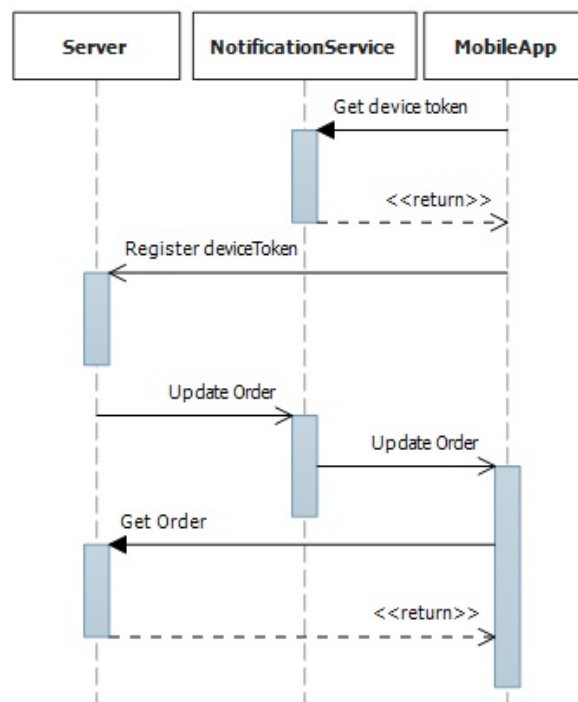 Server
NotificationService
MobileApp
Get device token
<<return>>
Register deviceToken
Update Order
Update Order
Get Order
<<return>>